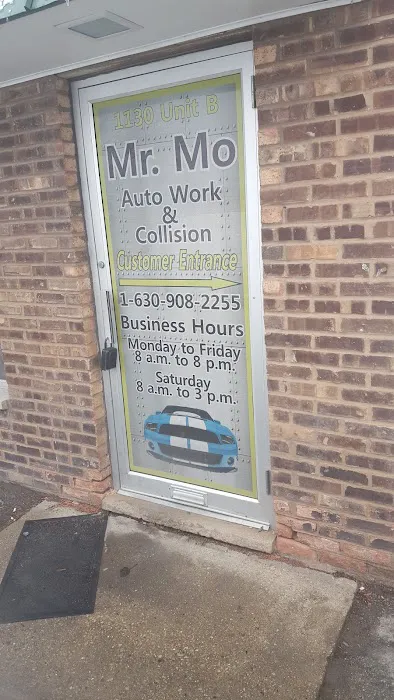 1130 Unit B
Mr. Mo
Auto Work
&
Collision
Customer Entrance
1-630-908-2255
Business Hours
Monday to Friday
8 a.m. to 8 p.m.
Saturday
8 a.m. to 3 p.m.